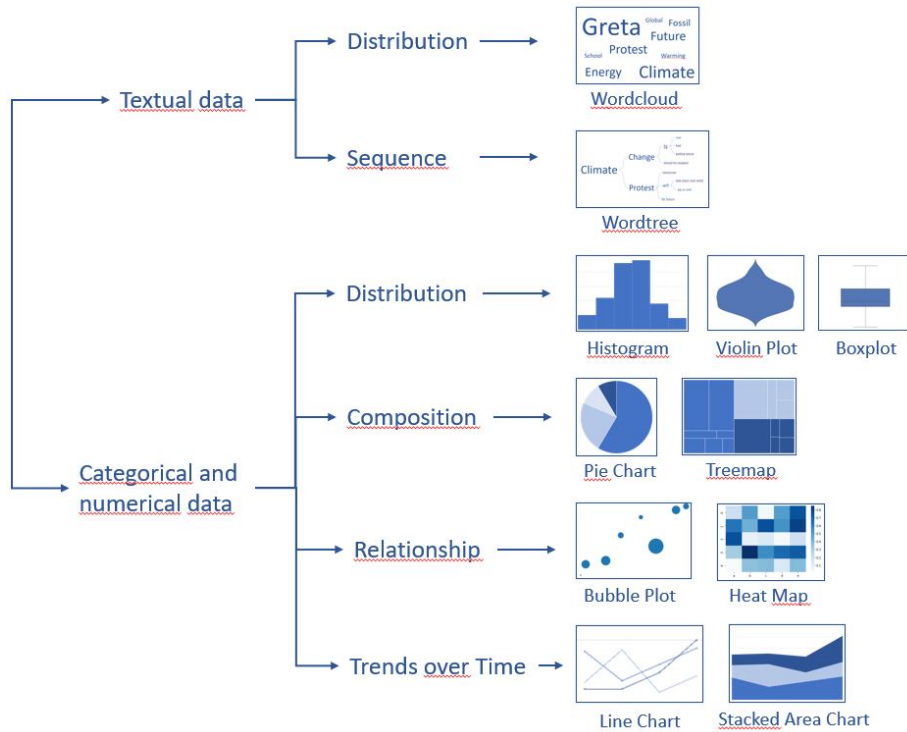 Distribution
Greta
Global
Fossil
Future
School
Protest
Warming
Energy
Climate
Wordcloud
Textual data
Sequence
Climate
Change
Protest
will
Wordtree
Distribution
Histogram
Violin Plot
Boxplot
Composition
Pie Chart
Treemap
Categorical and
numerical data
Relationship
Bubble Plot
Heat Map
Trends over Time
Line Chart
Stacked Area Chart